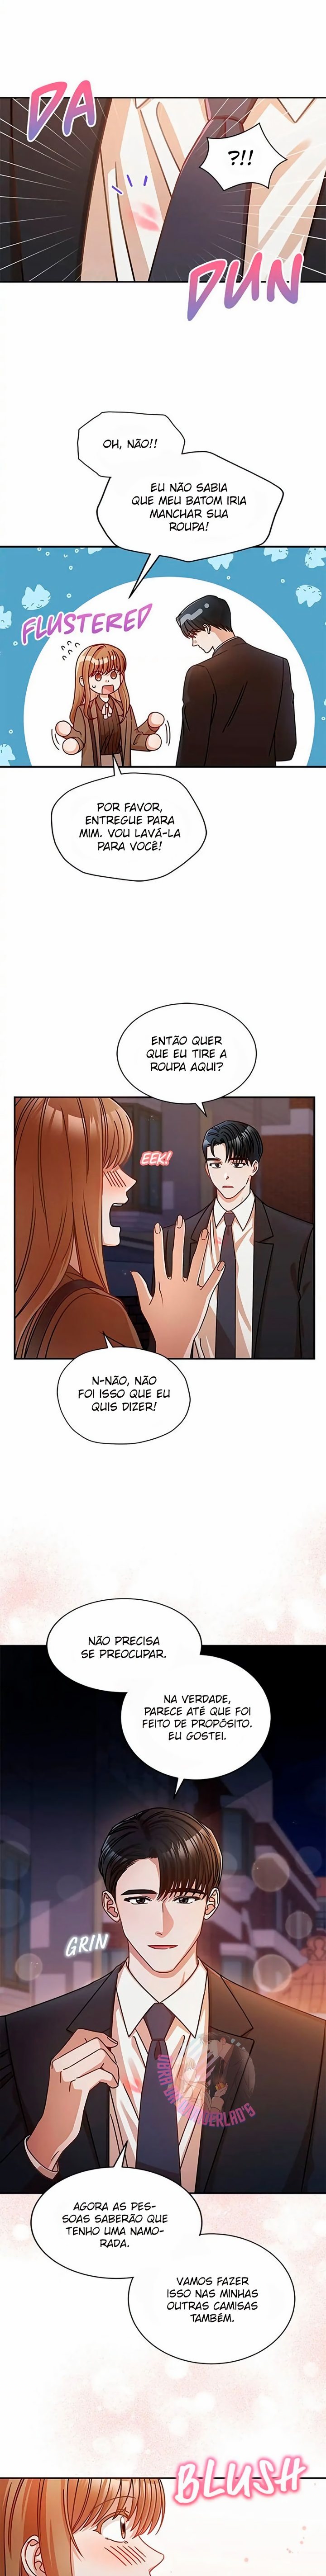 DA
?!!
DUN
OH, NÃO!!
EU NÃO SABIA
QUE MEU BATOM IRIA
MANCHAR SUA
ROUPA!
FLUSTERED
POR FAVOR,
ENTREGUE PARA
MIM. VOU LAVÁ-LA
PARA VOCÊ!
ENTÃO QUER
QUE EU TIRE A
ROUPA AQUI?
EEK!
N-NÃO, NÃO
FOI ISSO QUE EU
QUIS DIZER!
NÃO PRECISA
SE PREOCUPAR.
NA VERDADE,
PARECE ATÉ QUE FOI
FEITO DE PROPÓSITO.
EU GOSTEI.
GRIN
AGORA AS PES-
SOAS SABERÃO QUE
TENHO UMA NAMO-
RADA.
VAMOS FAZER
ISSO NAS MINHAS
OUTRAS CAMISAS
TAMBÉM.
BLUSH